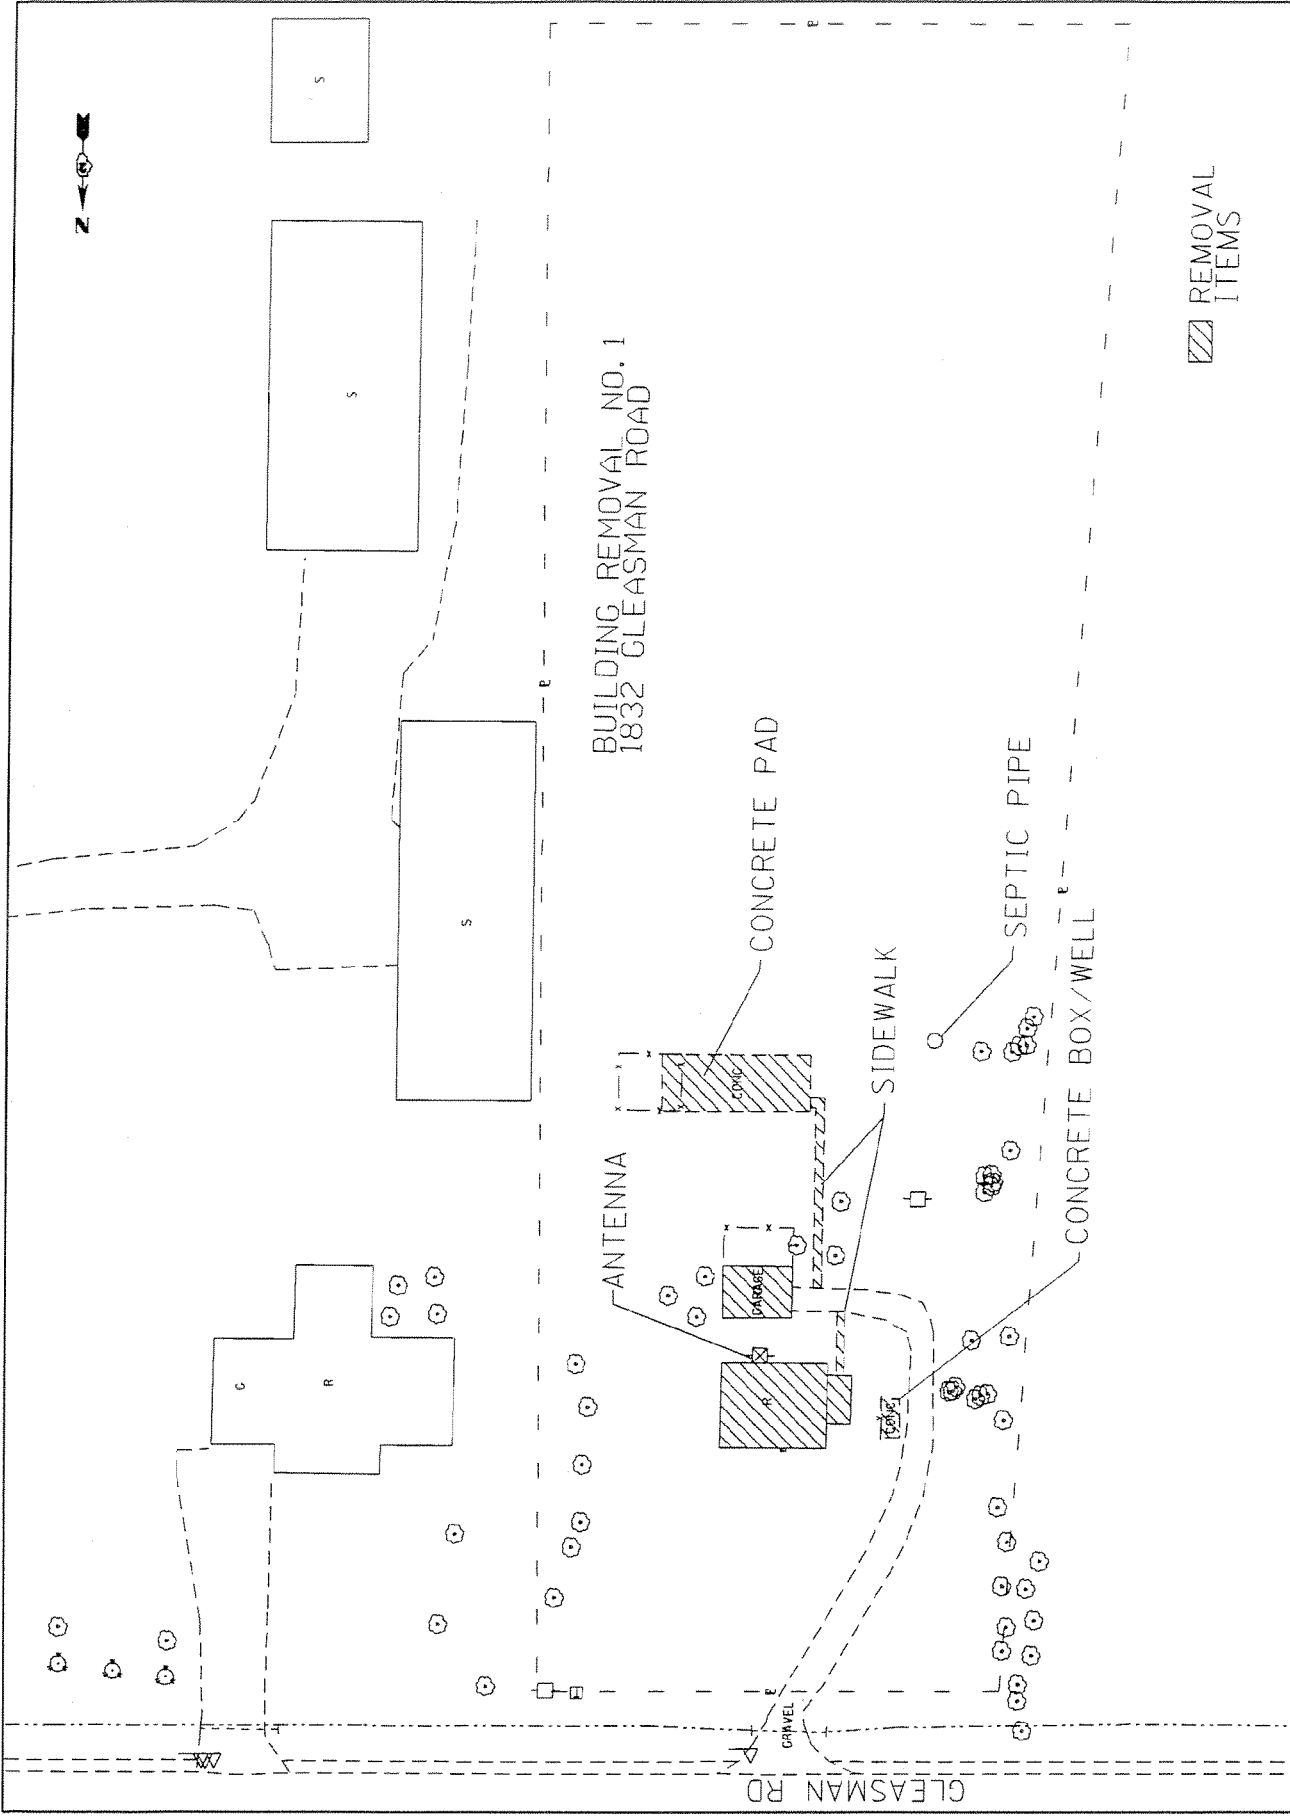 N
S
S
S
BUILDING REMOVAL NO. 1
1832 GLEASMAN ROAD
REMOVAL
ITEMS
CONCRETE PAD
CONC
SIDEWALK
SEPTIC PIPE
CONCRETE BOX/WELL
ANTENNA
GARAGE
R
CONC
G
R
GRAVEL
GLEASMAN RD